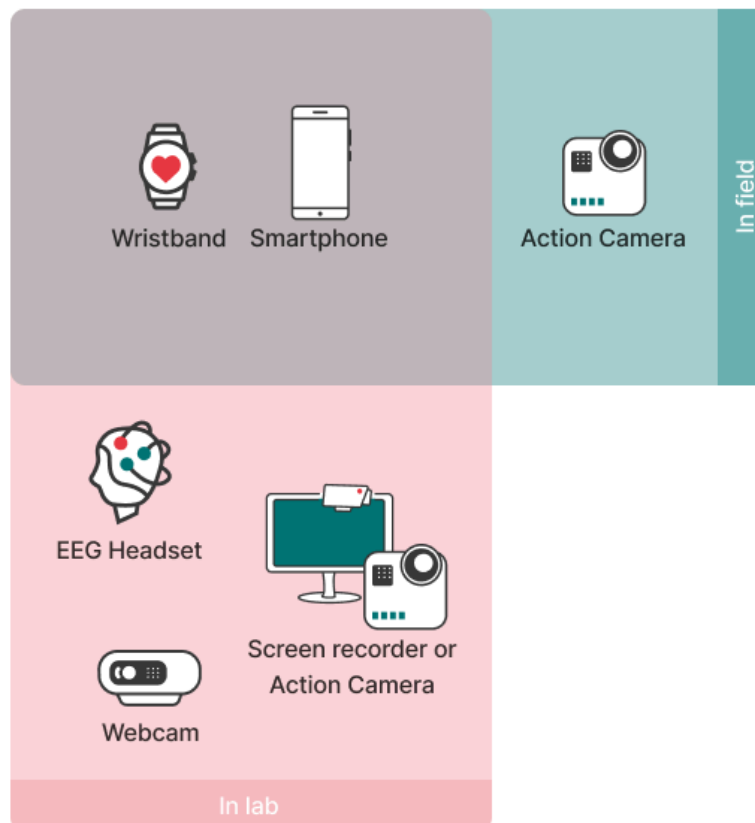 Wristband
Smartphone
Action Camera
In field
EEG Headset
Screen recorder or
Action Camera
Webcam
In lab